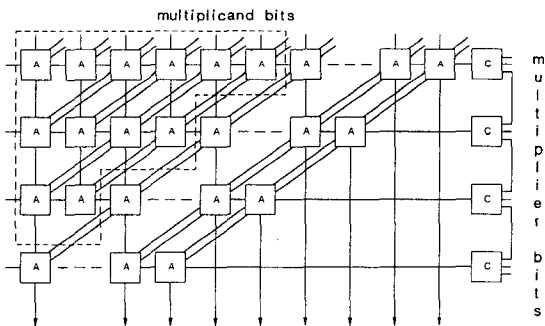 multiplicand bits
A A A A A A A A A C
A A A A A A A C
A A A A A C
A A A C
multiplier bits